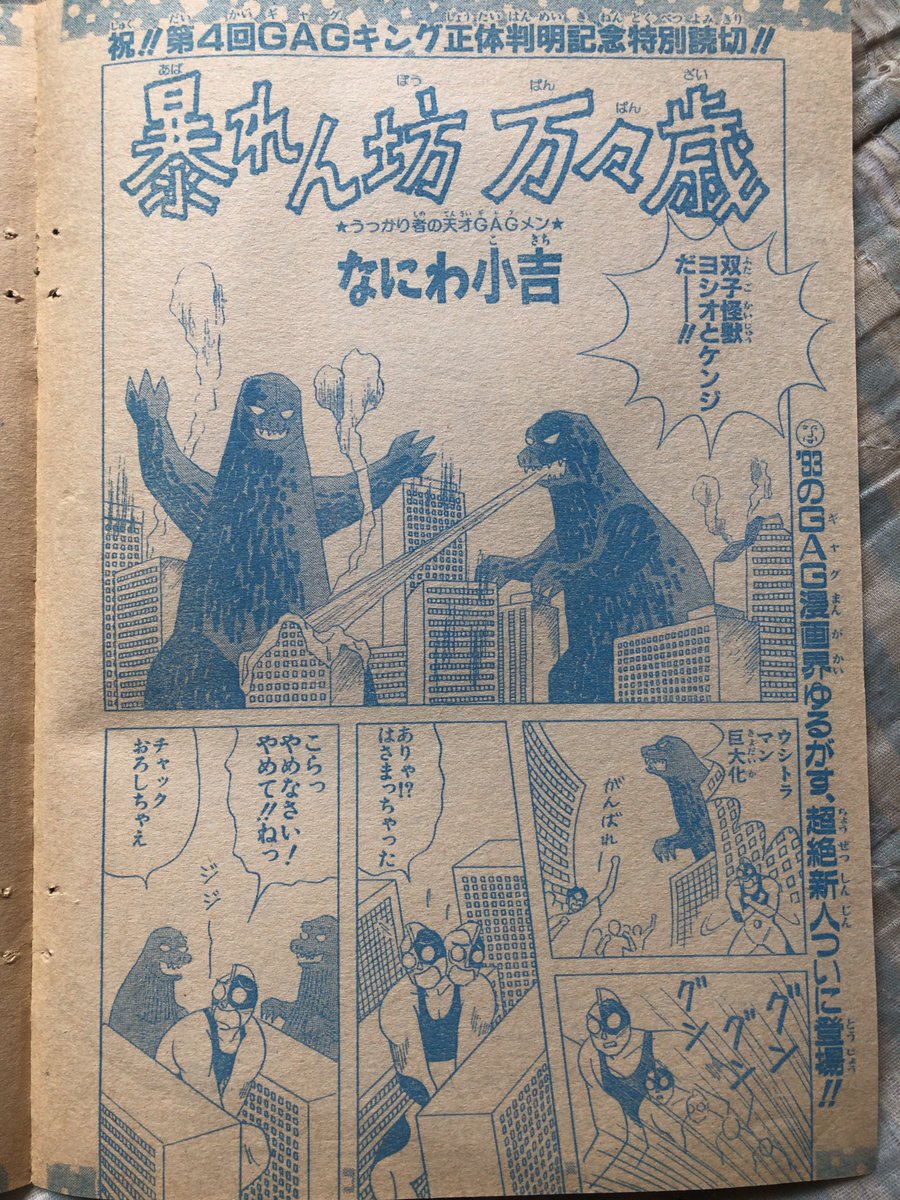 祝!!第4回GAGキング正体判明記念特別読切!!
暴れん坊 万々歳
★うっかり者の天才GAGメン★
なにわ小吉
双子怪獣
ヨシオとケンジ
だ――!!
'93のGAG漫画界ゆるがす、超絶新人ついに登場!!
ウシトラ
マン
巨大化
がんばれー
グン
グン
グン
ありゃ!?
はさまっちゃった
こらっ
やめなさい!
やめて!!ねっ
ジジ
チャック
おろしちゃえ